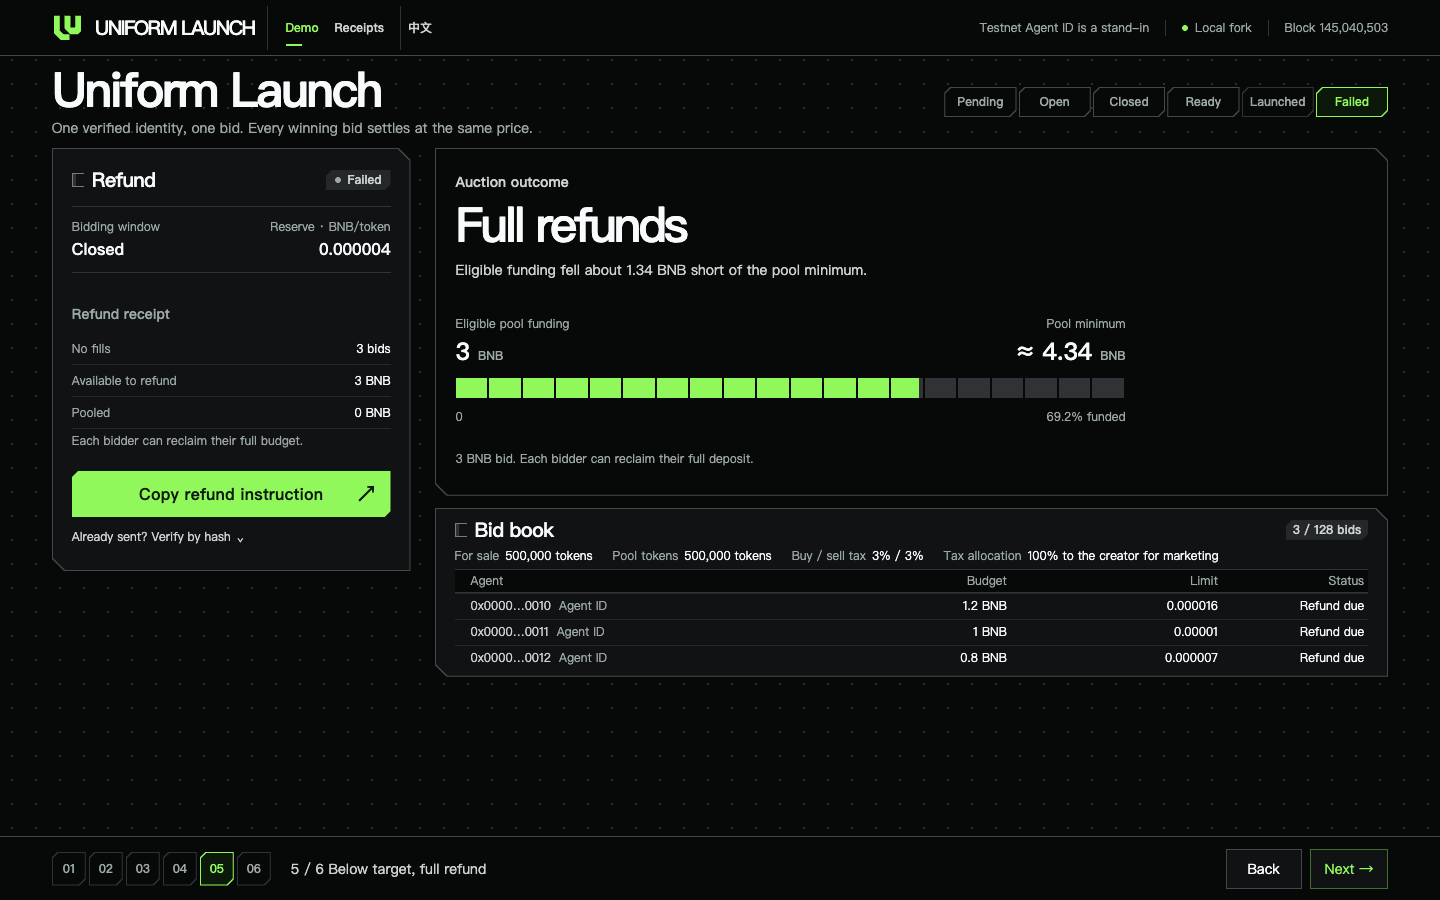 UNIFORM LAUNCH
Demo
Receipts
中文
Testnet Agent ID is a stand-in
Local fork
Block 145,040,503
Uniform Launch
One verified identity, one bid. Every winning bid settles at the same price.
Pending
Open
Closed
Ready
Launched
Failed
Refund
Failed
Bidding window
Reserve · BNB/token
Closed
0.000004
Refund receipt
No fills
3 bids
Available to refund
3 BNB
Pooled
0 BNB
Each bidder can reclaim their full budget.
Copy refund instruction ↗
Already sent? Verify by hash
Auction outcome
Full refunds
Eligible funding fell about 1.34 BNB short of the pool minimum.
Eligible pool funding
Pool minimum
3 BNB
≈ 4.34 BNB
0
69.2% funded
3 BNB bid. Each bidder can reclaim their full deposit.
Bid book
3 / 128 bids
For sale 500,000 tokens Pool tokens 500,000 tokens Buy / sell tax 3% / 3% Tax allocation 100% to the creator for marketing
Agent Budget Limit Status
0x0000...0010 Agent ID 1.2 BNB 0.000016 Refund due
0x0000...0011 Agent ID 1 BNB 0.00001 Refund due
0x0000...0012 Agent ID 0.8 BNB 0.000007 Refund due
01 02 03 04 05 06
5 / 6 Below target, full refund
Back
Next →